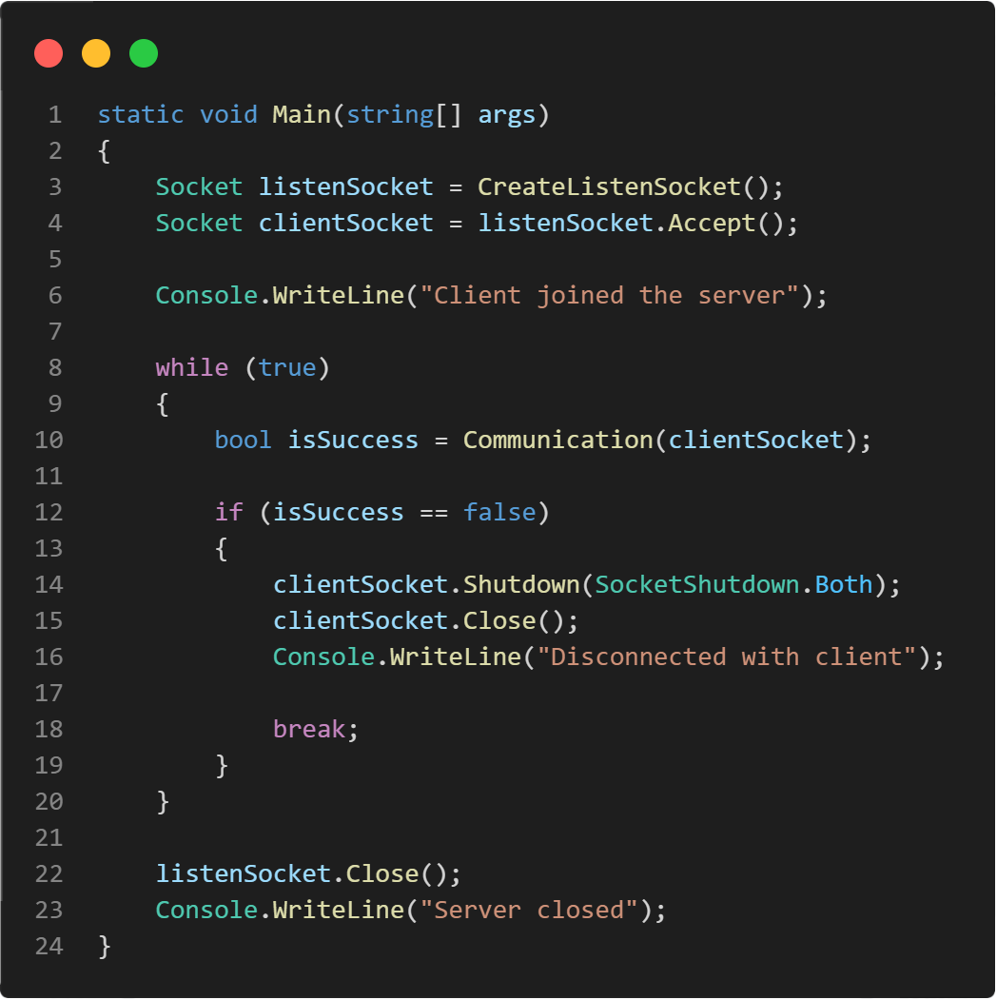 1 static void Main(string[] args)
2 {
3     Socket listenSocket = CreateListenSocket();
4     Socket clientSocket = listenSocket.Accept();
5
6     Console.WriteLine("Client joined the server");
7
8     while (true)
9     {
10         bool isSuccess = Communication(clientSocket);
11
12         if (isSuccess == false)
13         {
14             clientSocket.Shutdown(SocketShutdown.Both);
15             clientSocket.Close();
16             Console.WriteLine("Disconnected with client");
17
18             break;
19         }
20     }
21
22     listenSocket.Close();
23     Console.WriteLine("Server closed");
24 }